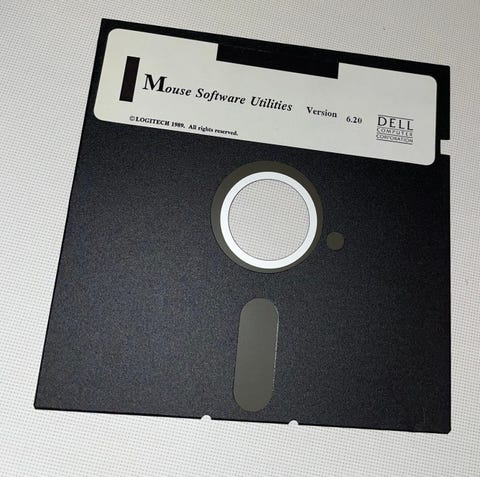 Mouse Software Utilities Version 6.20
©LOGITECH 1989. All rights reserved.
DELL
COMPUTER
CORPORATION